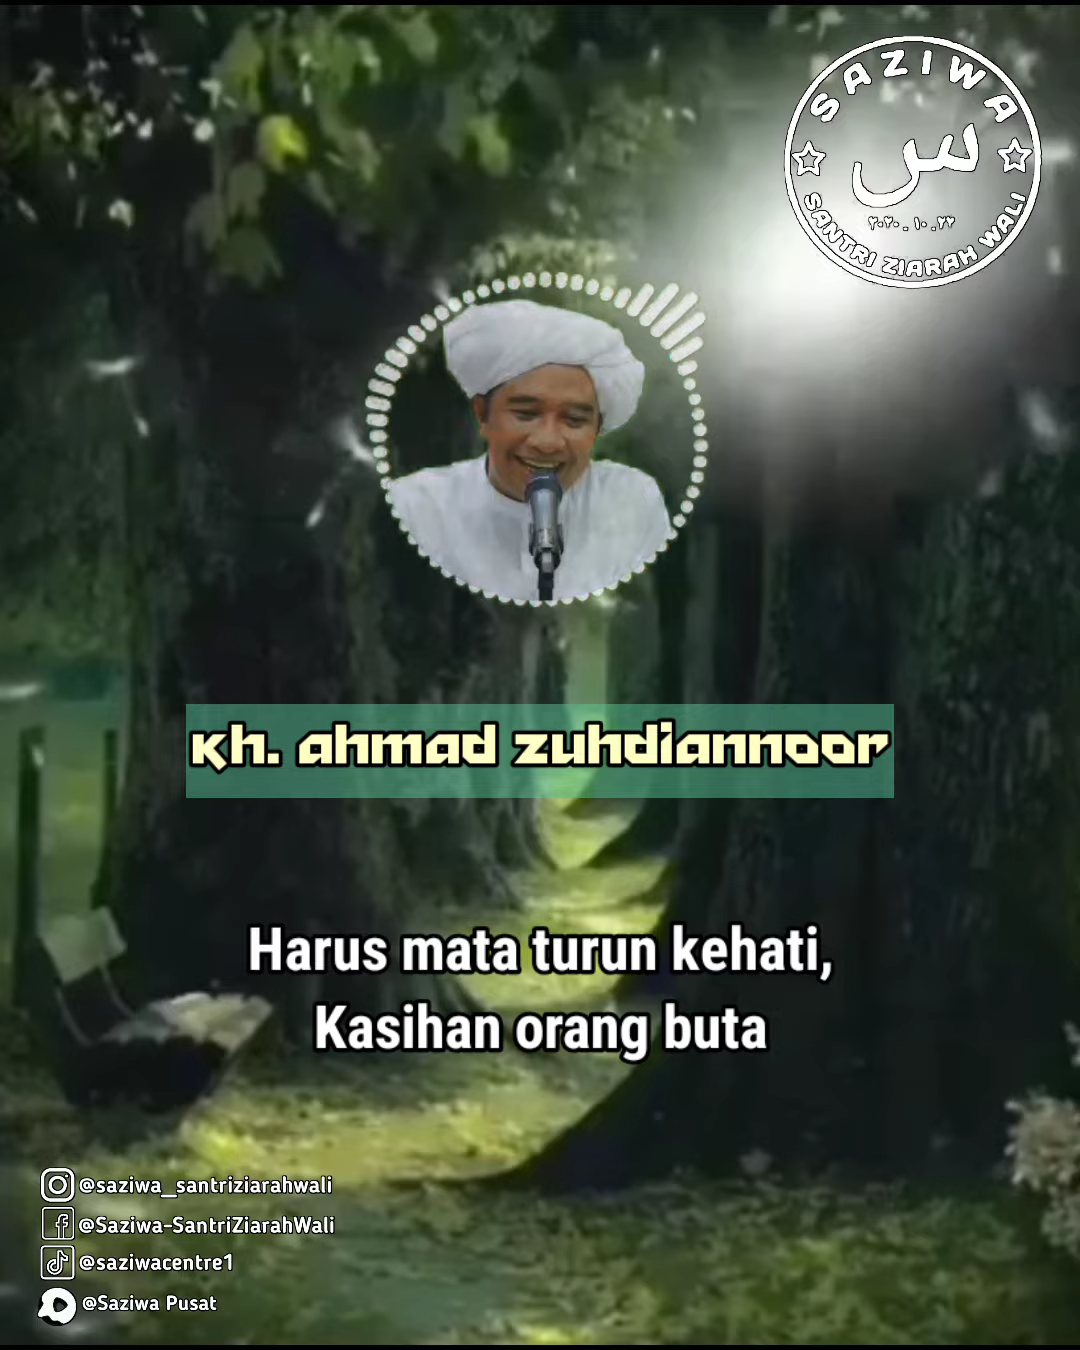 SAZIWA
س
٢٠٢٠ - ١٠ - ٢٢
SANTRI ZIARAH WALI
KH. AHMAD ZUHDIANNOOR
Harus mata turun kehati,
Kasihan orang buta
@saziwa_santriziarahwali
@Saziwa-SantriZiarahWali
@saziwacentre1
@Saziwa Pusat